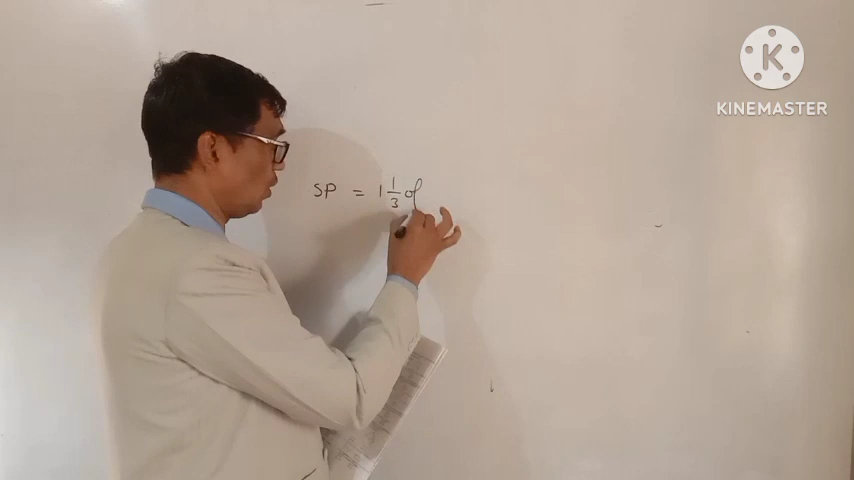 K
KINEMASTER
SP = 1 1/3 of